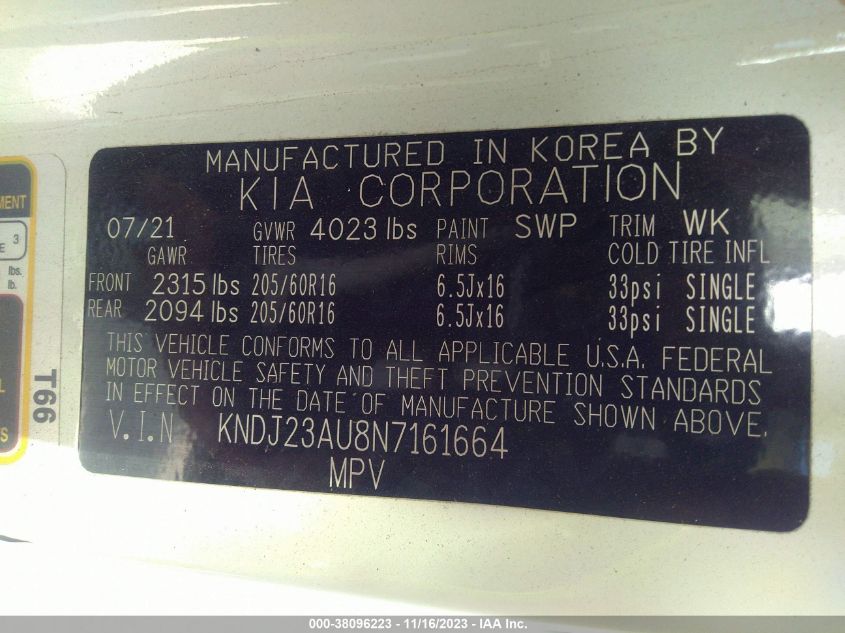 MANUFACTURED IN KOREA BY
KIA CORPORATION
07/21 GVWR 4023 lbs PAINT SWP TRIM WK
GAWR TIRES RIMS COLD TIRE INFL
FRONT 2315 lbs 205/60R16 6.5Jx16 33psi SINGLE
REAR 2094 lbs 205/60R16 6.5Jx16 33psi SINGLE
THIS VEHICLE CONFORMS TO ALL APPLICABLE U.S.A. FEDERAL
MOTOR VEHICLE SAFETY AND THEFT PREVENTION STANDARDS
IN EFFECT ON THE DATE OF MANUFACTURE SHOWN ABOVE.
V.I.N KNDJ23AU8N7161664
MPV
3
lbs.
lb.
T66
000-38096223 - 11/16/2023 - IAA Inc.